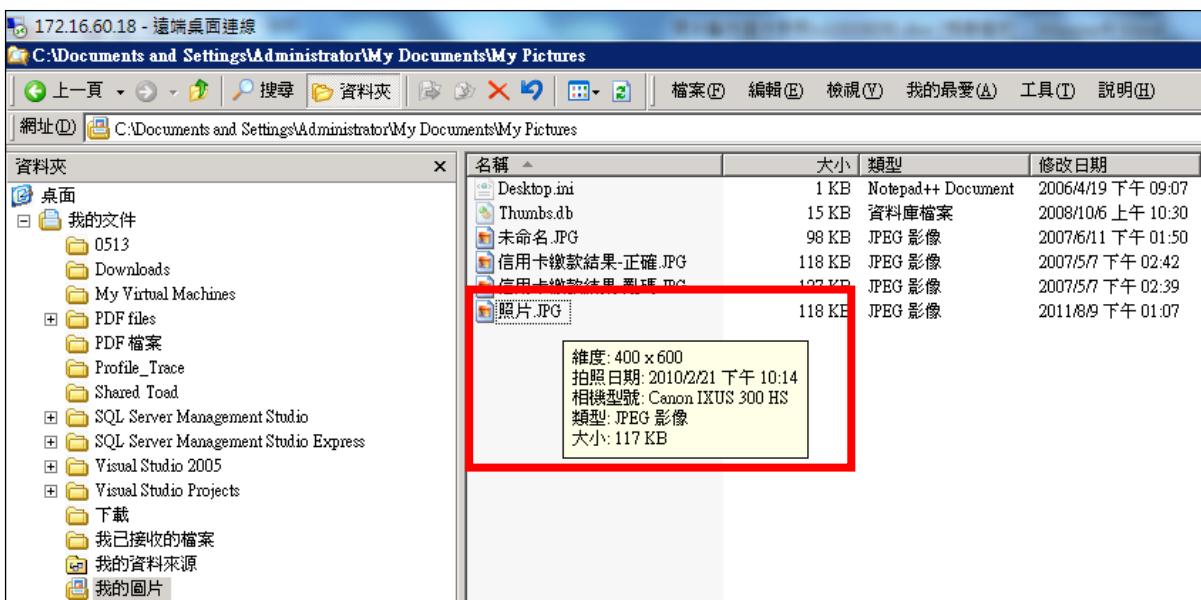 172.16.60.18 - 遠端桌面連線
C:\Documents and Settings\Administrator\My Documents\My Pictures
上一頁 搜尋 資料夾 檔案(F) 編輯(E) 檢視(V) 我的最愛(A) 工具(T) 說明(H)
網址(D) C:\Documents and Settings\Administrator\My Documents\My Pictures
資料夾 × 名稱 大小 類型 修改日期
桌面
我的文件
0513
Downloads
My Virtual Machines
PDF files
PDF 檔案
Profile_Trace
Shared Toad
SQL Server Management Studio
SQL Server Management Studio Express
Visual Studio 2005
Visual Studio Projects
下載
我已接收的檔案
我的資料來源
我的圖片
Desktop.ini 1 KB Notepad++ Document 2006/4/19 下午 09:07
Thumbs.db 15 KB 資料庫檔案 2008/10/6 上午 10:30
未命名.JPG 98 KB JPEG 影像 2007/6/11 下午 01:50
信用卡繳款結果-正確.JPG 118 KB JPEG 影像 2007/5/7 下午 02:42
信用卡繳款結果-亂碼.JPG 127 KB JPEG 影像 2007/5/7 下午 02:39
照片.JPG 118 KB JPEG 影像 2011/8/9 下午 01:07
維度: 400 x 600
拍照日期: 2010/2/21 下午 10:14
相機型號: Canon IXUS 300 HS
類型: JPEG 影像
大小: 117 KB